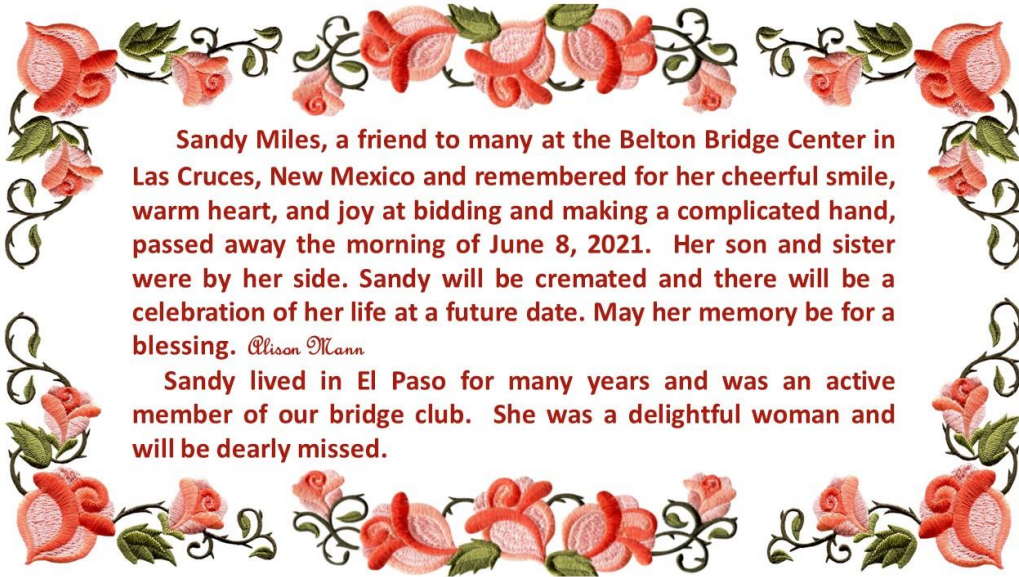 Sandy Miles, a friend to many at the Belton Bridge Center in
Las Cruces, New Mexico and remembered for her cheerful smile,
warm heart, and joy at bidding and making a complicated hand,
passed away the morning of June 8, 2021.  Her son and sister
were by her side. Sandy will be cremated and there will be a
celebration of her life at a future date. May her memory be for a
blessing. Alison Mann
Sandy lived in El Paso for many years and was an active
member of our bridge club.  She was a delightful woman and
will be dearly missed.